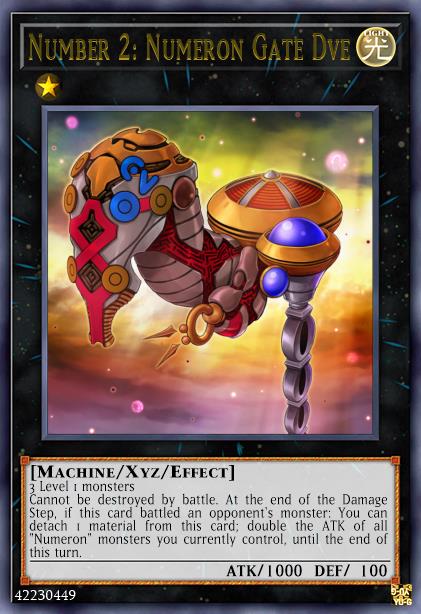 Number 2: Numeron Gate Dve
LIGHT
光
[Machine/Xyz/Effect]
3 Level 1 monsters
Cannot be destroyed by battle. At the end of the Damage
Step, if this card battled an opponent's monster: You can
detach 1 material from this card; double the ATK of all
"Numeron" monsters you currently control, until the end of
this turn.
ATK/1000 DEF/ 100
42230449